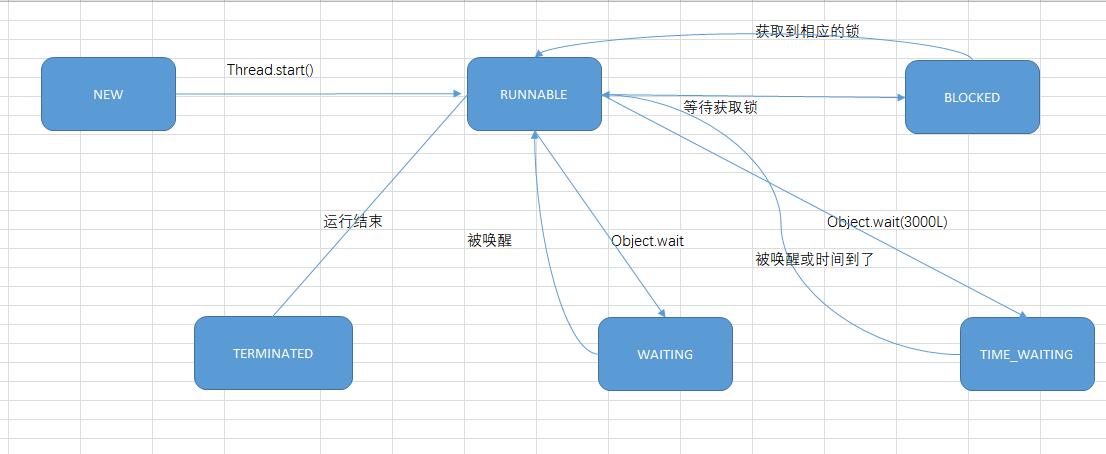 获取到相应的锁
Thread.start()
NEW
RUNNABLE
BLOCKED
等待获取锁
运行结束
被唤醒
Object.wait
Object.wait(3000L)
被唤醒或时间到了
TERMINATED
WAITING
TIME_WAITING